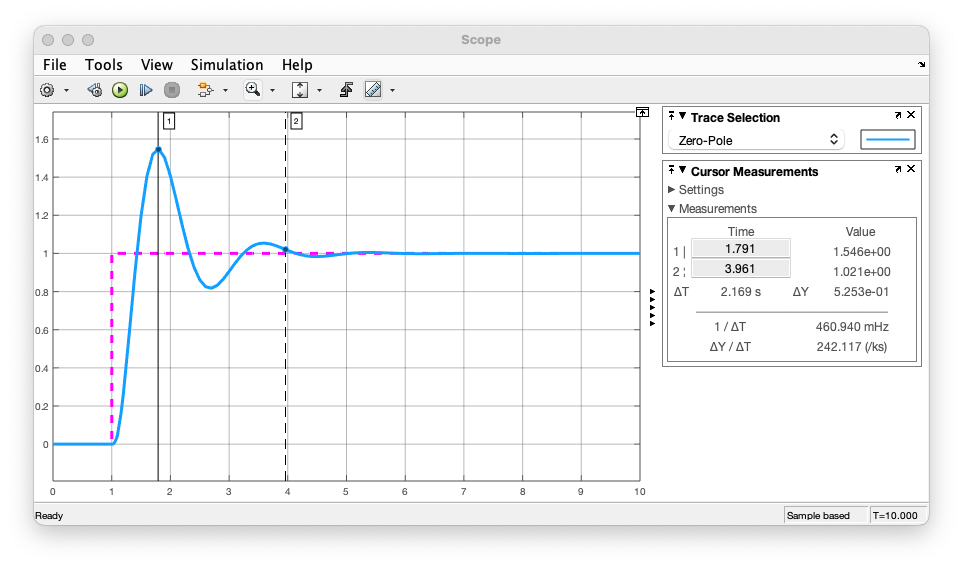 Scope
File Tools View Simulation Help
Trace Selection
Zero-Pole
Cursor Measurements
Settings
Measurements
Time Value
1 | 1.791 1.546e+00
2 ¦ 3.961 1.021e+00
ΔT 2.169 s ΔY 5.253e-01
1 / ΔT 460.940 mHz
ΔY / ΔT 242.117 (/ks)
1 2
1.6
1.4
1.2
1
0.8
0.6
0.4
0.2
0
0 1 2 3 4 5 6 7 8 9 10
Ready Sample based T=10.000